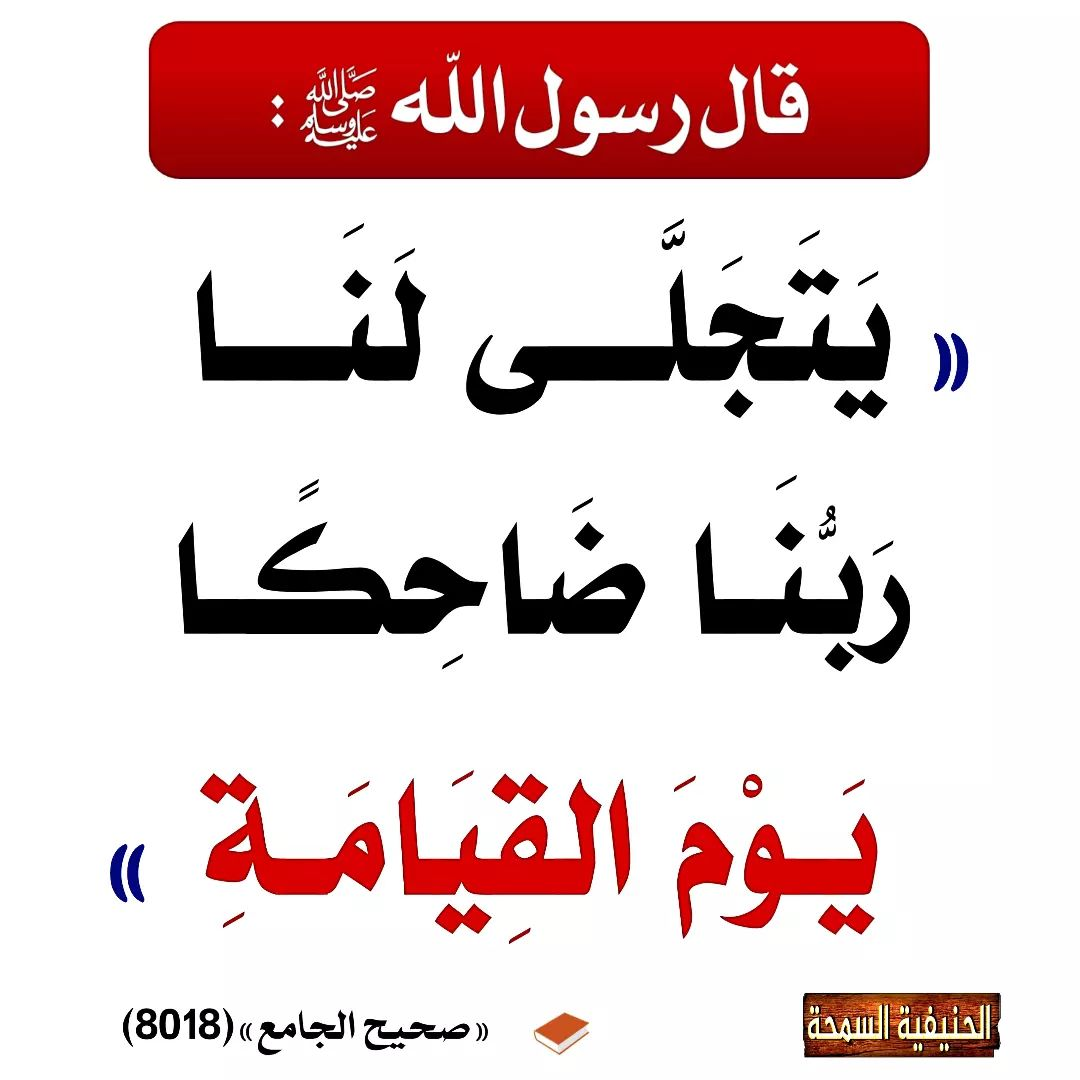 قال رسول الله ﷺ :
« يَتَجَلَّى لَنَا
رَبُّنَا ضَاحِكًا
يَوْمَ القِيَامَةِ »
« صحيح الجامع » (8018)
الحنيفية السمحة